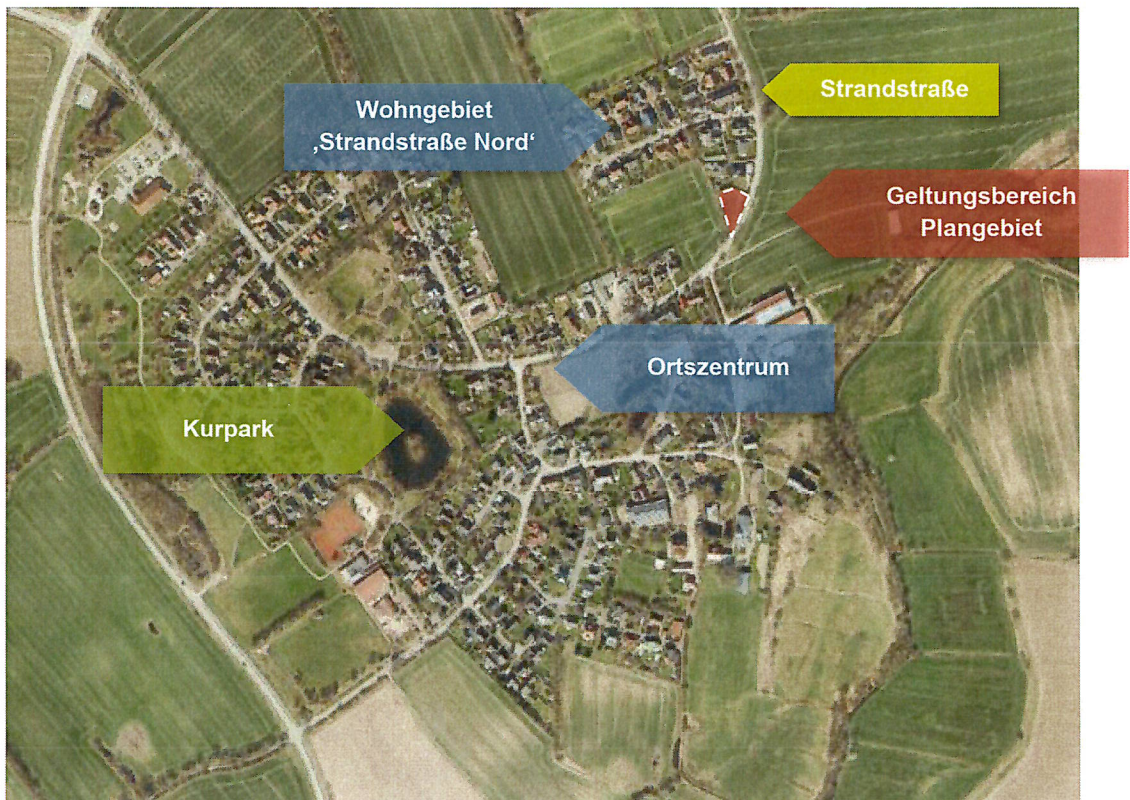 Strandstraße
Wohngebiet
‚Strandstraße Nord‘
Geltungsbereich
Plangebiet
Ortszentrum
Kurpark